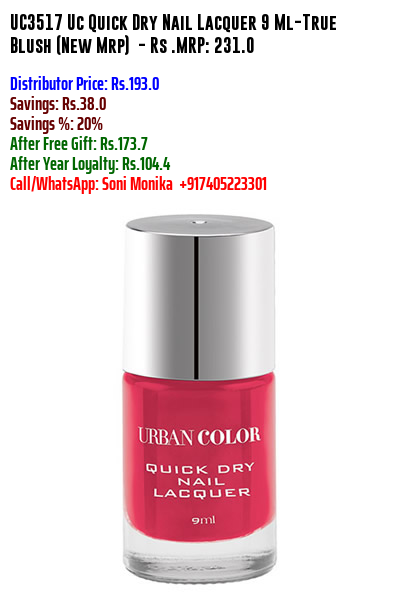 UC3517 Uc Quick Dry Nail Lacquer 9 Ml-True
Blush (New Mrp) - Rs .MRP: 231.0
Distributor Price: Rs.193.0
Savings: Rs.38.0
Savings %: 20%
After Free Gift: Rs.173.7
After Year Loyalty: Rs.104.4
Call/WhatsApp: Soni Monika +917405223301
URBAN COLOR
QUICK DRY
NAIL
LACQUER
9ml